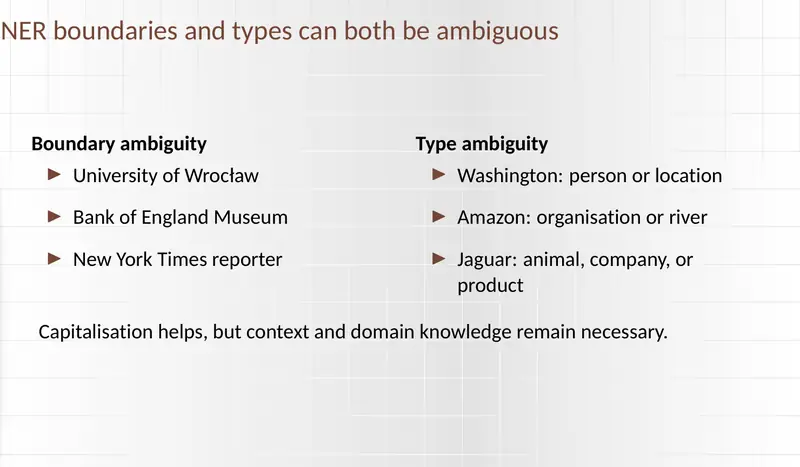 NER boundaries and types can both be ambiguous
Boundary ambiguity
► University of Wrocław
► Bank of England Museum
► New York Times reporter
Type ambiguity
► Washington: person or location
► Amazon: organisation or river
► Jaguar: animal, company, or
product
Capitalisation helps, but context and domain knowledge remain necessary.